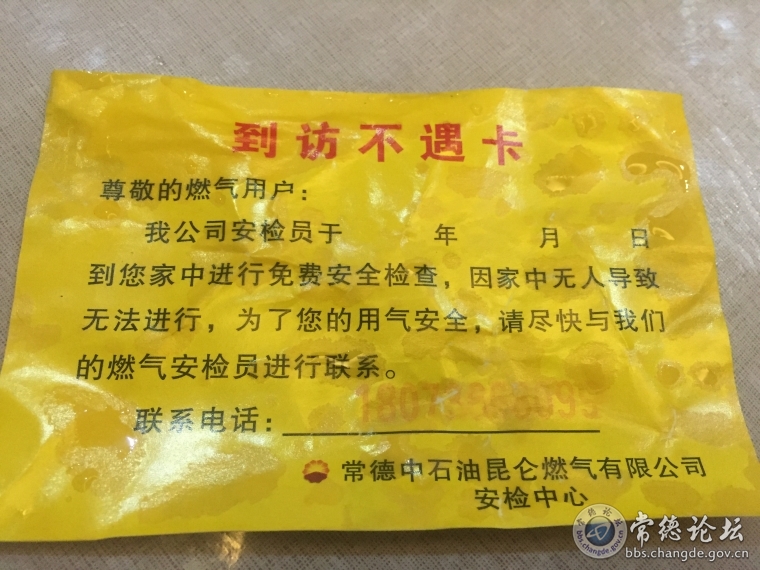 到访不遇卡
尊敬的燃气用户：
我公司安检员于 年 月 日
到您家中进行免费安全检查，因家中无人导致
无法进行，为了您的用气安全，请尽快与我们
的燃气安检员进行联系。
联系电话：
常德中石油昆仑燃气有限公司
安检中心
常德论坛
bbs.changde.gov.cn